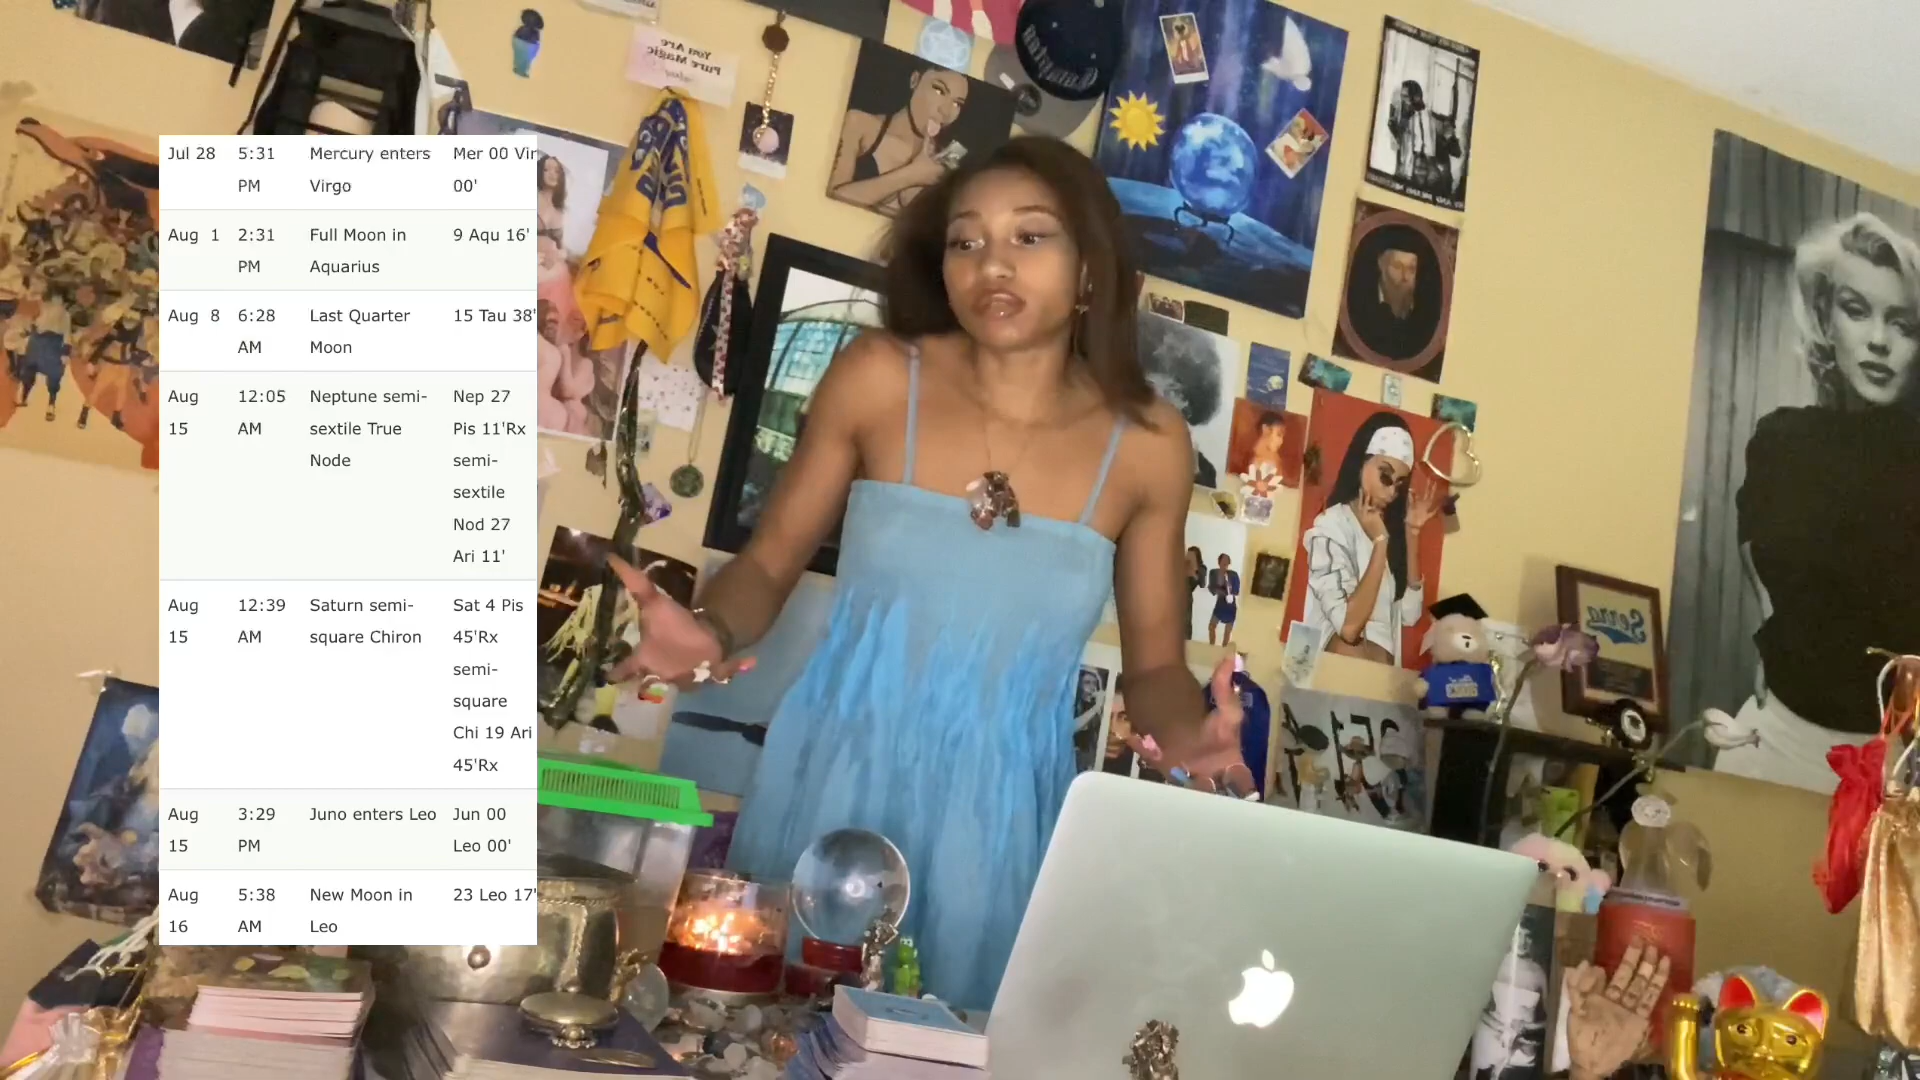 You Are
Pure Magic
Jul 28 5:31 Mercury enters Mer 00 Vir
PM Virgo 00'
Aug 1 2:31 Full Moon in 9 Aqu 16'
PM Aquarius
Aug 8 6:28 Last Quarter 15 Tau 38'
AM Moon
Aug 12:05 Neptune semi- Nep 27
15 AM sextile True Pis 11'Rx
Node semi-
sextile
Nod 27
Ari 11'
Aug 12:39 Saturn semi- Sat 4 Pis
15 AM square Chiron 45'Rx
semi-
square
Chi 19 Ari
45'Rx
Aug 3:29 Juno enters Leo Jun 00
15 PM Leo 00'
Aug 5:38 New Moon in 23 Leo 17'
16 AM Leo